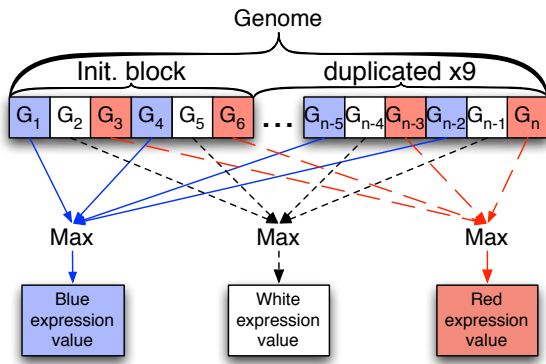 Genome
Init. block duplicated x9
G1 G2 G3 G4 G5 G6 ... Gn-5 Gn-4 Gn-3 Gn-2 Gn-1 Gn
Max Max Max
Blue expression value
White expression value
Red expression value